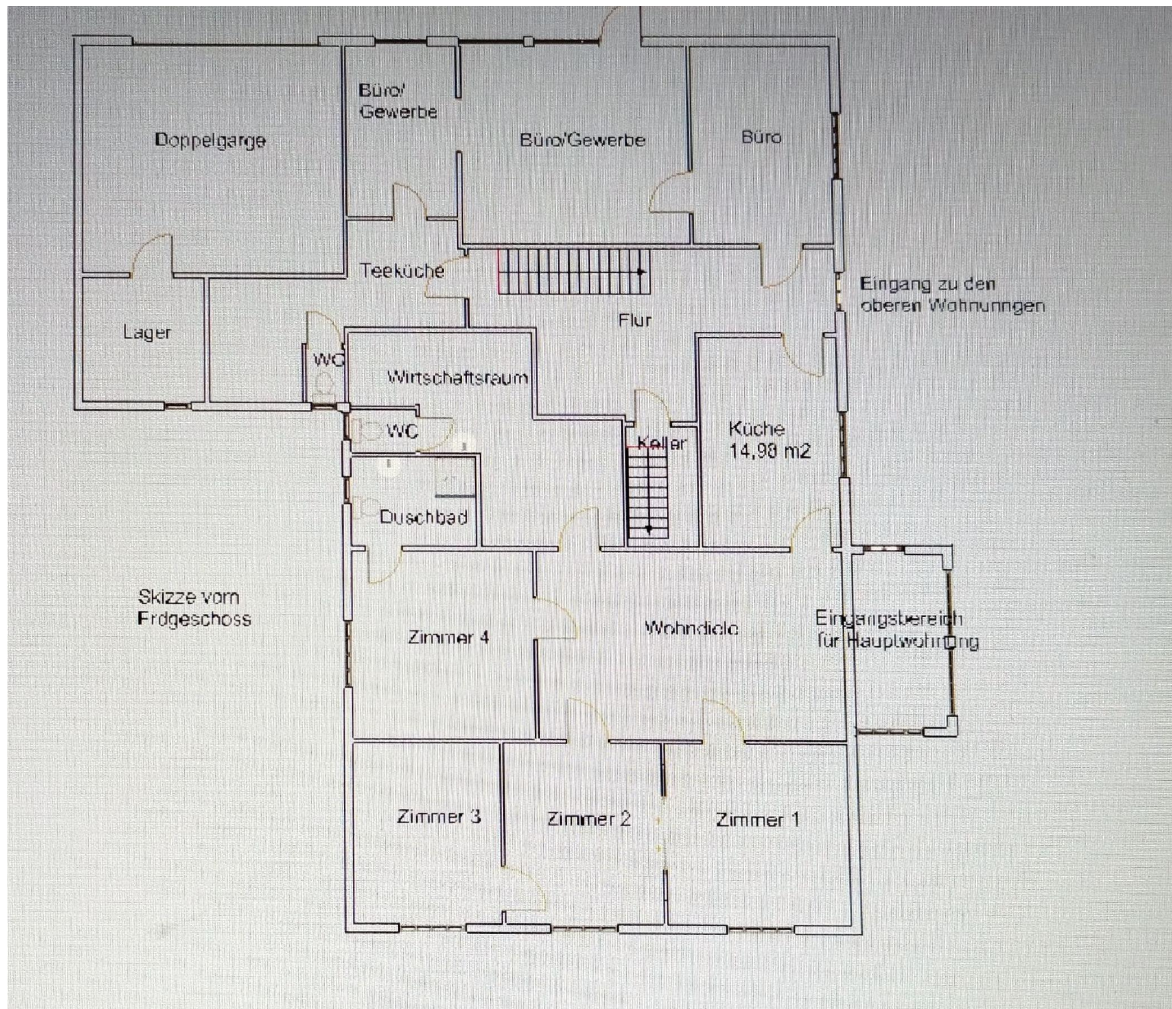 Büro/
Gewerbe
Doppelgarge
Büro/Gewerbe
Büro
Teeküche
Eingang zu den
oberen Wohnunngen
Flur
Lager
WC
Wirtschaftsraum
WC
Keller
Küche
14,98 m2
Duschbad
Skizze vom
Erdgeschoss
Zimmer 4
Wohndiele
Eingangsbereich
für Hauptwohnung
Zimmer 3
Zimmer 2
Zimmer 1